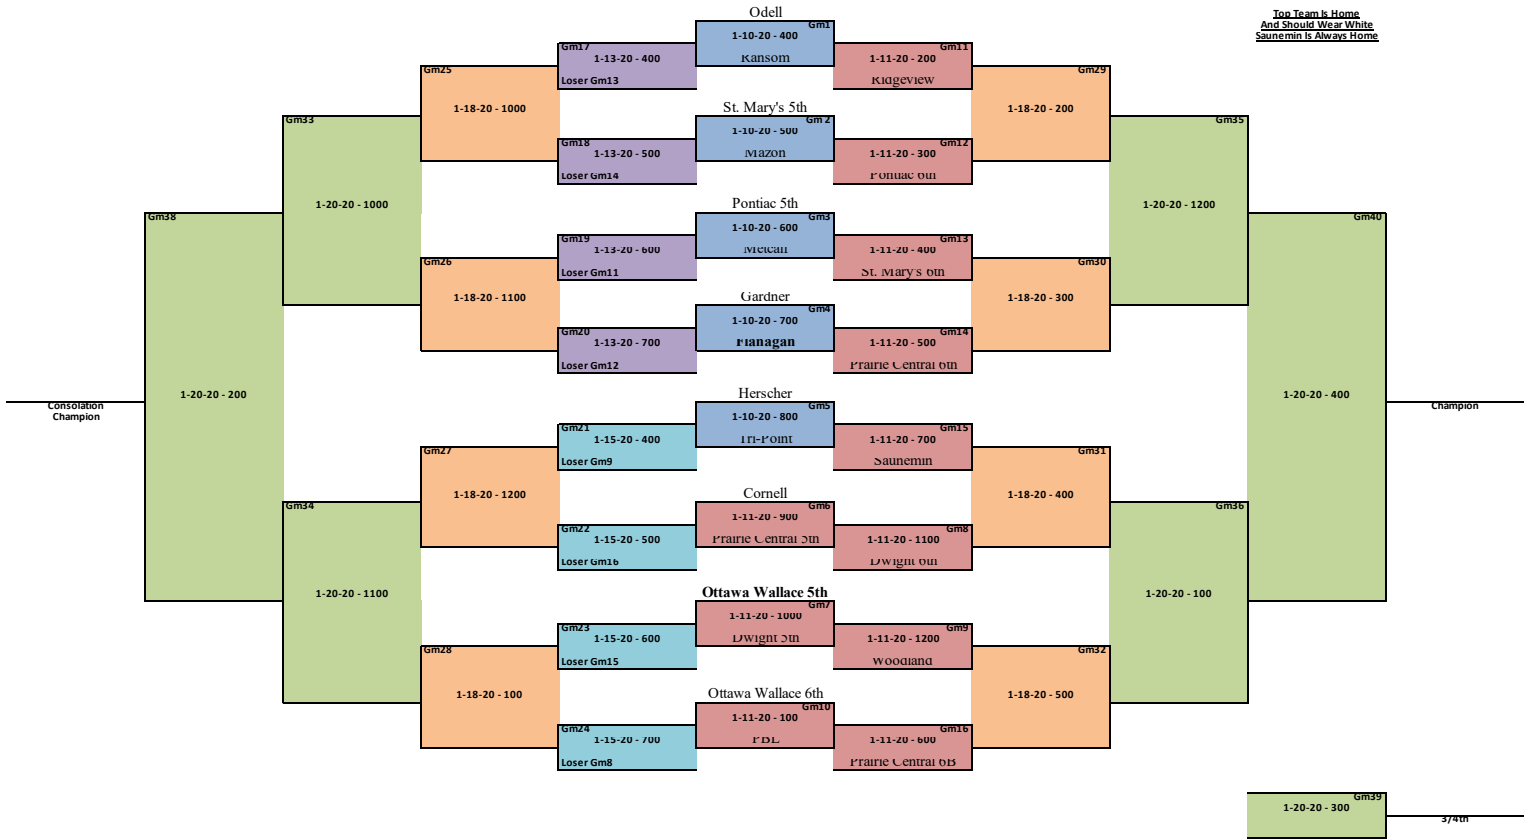 Odell
Top Team Is Home
And Should Wear White
Saunemin Is Always Home
Gm1
1-10-20 - 400
Ransom
Gm17
1-13-20 - 400
Loser Gm13
Gm11
1-11-20 - 200
Ridgeview
Gm25
1-18-20 - 1000
Gm29
1-18-20 - 200
St. Mary's 5th
Gm 2
1-10-20 - 500
Mazon
Gm33
1-20-20 - 1000
Gm35
1-20-20 - 1200
Gm18
1-13-20 - 500
Loser Gm14
Gm12
1-11-20 - 300
Pontiac 6th
Pontiac 5th
Gm3
1-10-20 - 600
Metcalf
Gm38
1-20-20 - 200
Gm40
1-20-20 - 400
Gm19
1-13-20 - 600
Loser Gm11
Gm13
1-11-20 - 400
St. Mary's 6th
Gm26
1-18-20 - 1100
Gm30
1-18-20 - 300
Gardner
Gm4
1-10-20 - 700
Flanagan
Gm20
1-13-20 - 700
Loser Gm12
Gm14
1-11-20 - 500
Prairie Central 6th
Herscher
Gm5
1-10-20 - 800
Tri-Point
Consolation
Champion
Champion
Gm21
1-15-20 - 400
Loser Gm9
Gm15
1-11-20 - 700
Saunemin
Gm27
1-18-20 - 1200
Gm31
1-18-20 - 400
Cornell
Gm6
1-11-20 - 900
Prairie Central 5th
Gm34
1-20-20 - 1100
Gm36
1-20-20 - 100
Gm22
1-15-20 - 500
Loser Gm16
Gm8
1-11-20 - 1100
Dwight 6th
Ottawa Wallace 5th
Gm7
1-11-20 - 1000
Dwight 5th
Gm23
1-15-20 - 600
Loser Gm15
Gm9
1-11-20 - 1200
Woodland
Gm28
1-18-20 - 100
Gm32
1-18-20 - 500
Ottawa Wallace 6th
Gm10
1-11-20 - 100
PBL
Gm24
1-15-20 - 700
Loser Gm8
Gm16
1-11-20 - 600
Prairie Central 6B
Gm39
1-20-20 - 300
3/4th